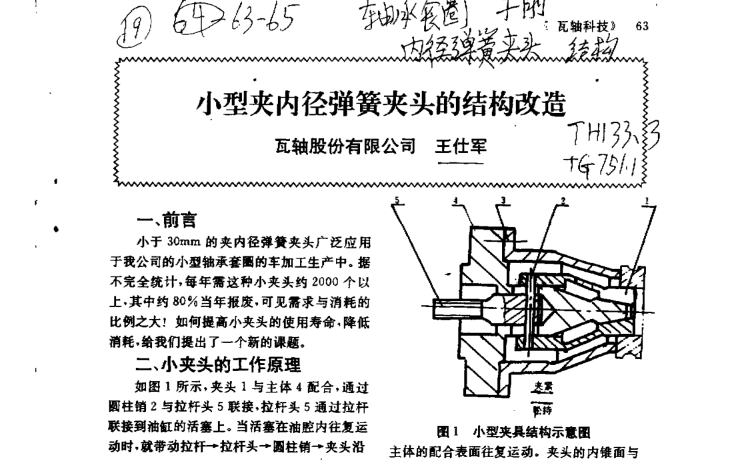 19 64 > 63-65 轴承套圈 车削
内径弹簧夹头 结构
《瓦轴科技》 63
小型夹内径弹簧夹头的结构改造
瓦轴股份有限公司 王仕军
TH133.3
TG751.1
一、前言
小于 30mm 的夹内径弹簧夹头广泛应用
于我公司的小型轴承套圈的车加工生产中。据
不完全统计,每年需这种小夹头约 2000 个以
上,其中约 80%当年报废,可见需求与消耗的
比例之大! 如何提高小夹头的使用寿命,降低
消耗,给我们提出了一个新的课题。
二、小夹头的工作原理
如图 1 所示,夹头 1 与主体 4 配合,通过
圆柱销 2 与拉杆头 5 联接,拉杆头 5 通过拉杆
联接到油缸的活塞上。当活塞在油腔内往复运
动时,就带动拉杆→拉杆头→圆柱销→夹头沿
5 4 3 2 1
夹紧
松持
图 1 小型夹具结构示意图
主体的配合表面往复运动。夹头的内锥面与